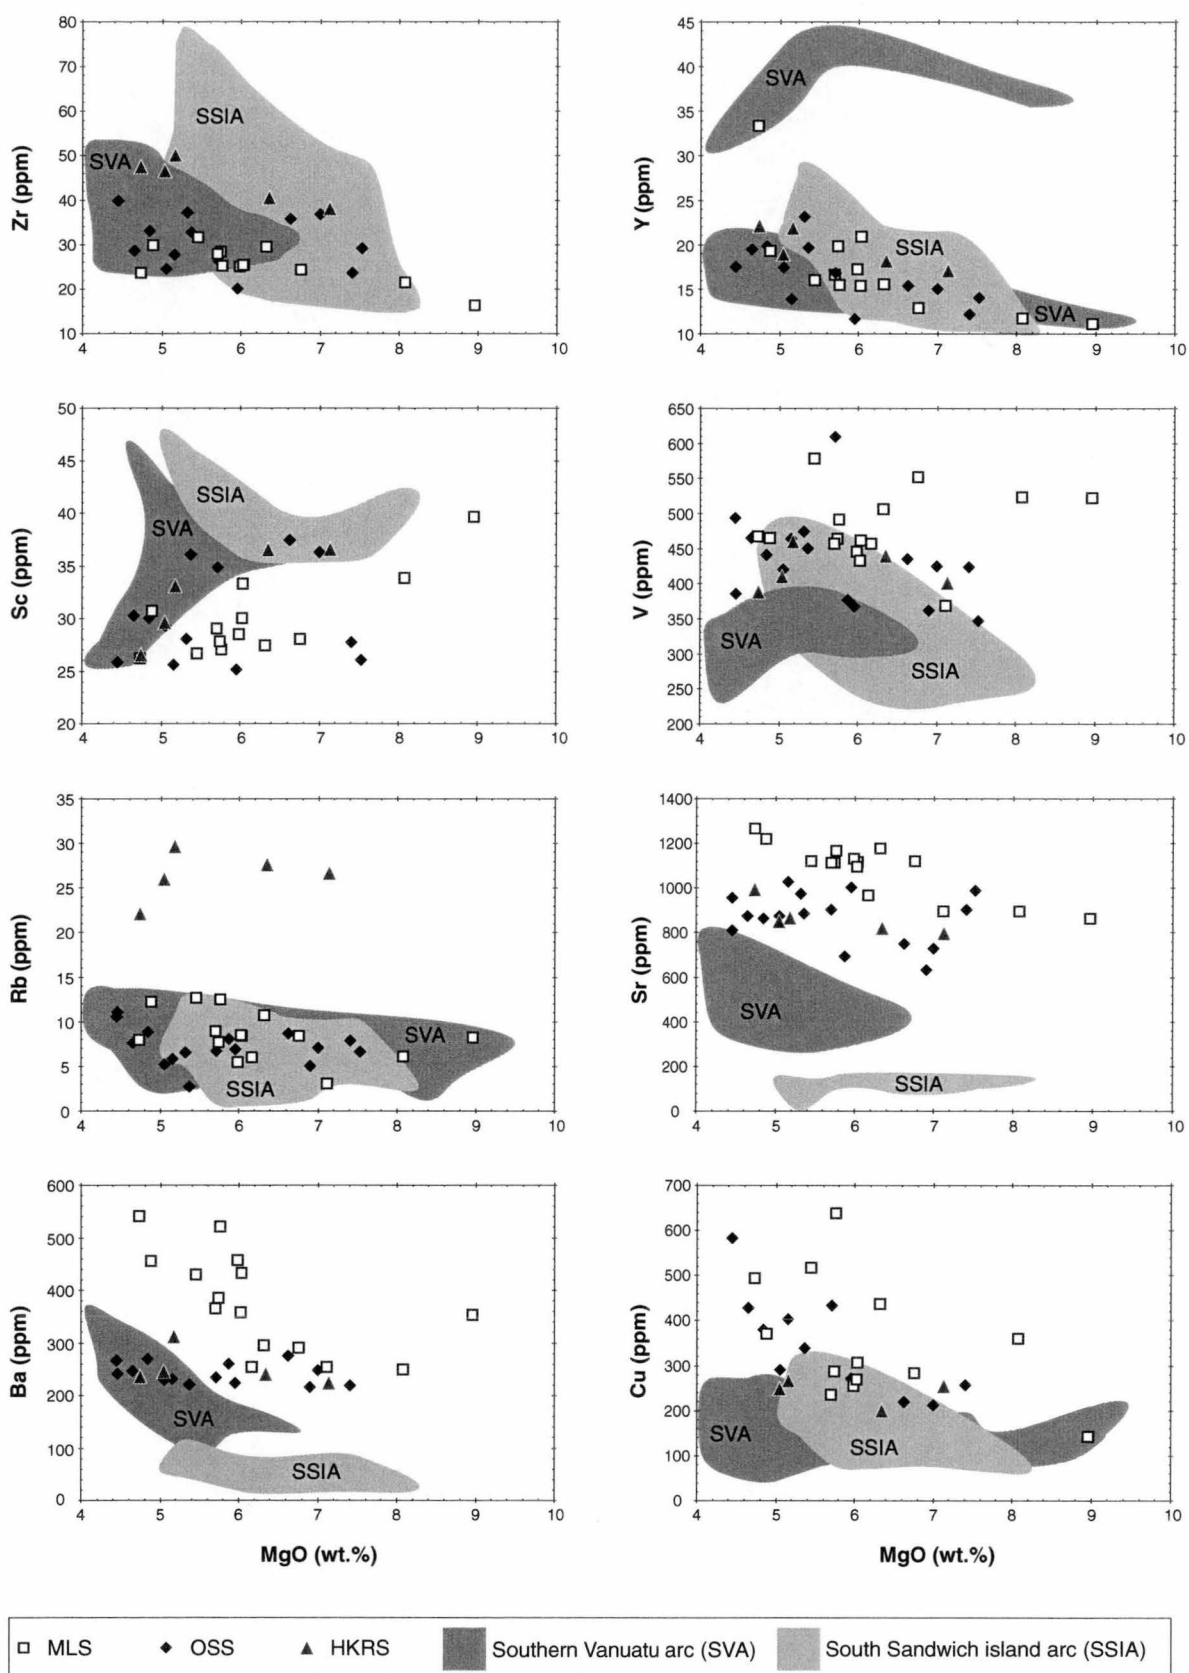 80
70
60
50
40
30
20
10
Zr (ppm)
SSIA
SVA
4 5 6 7 8 9 10
45
40
35
30
25
20
15
10
Y (ppm)
SVA
SSIA
SVA
4 5 6 7 8 9 10
50
45
40
35
30
25
20
Sc (ppm)
SSIA
SVA
4 5 6 7 8 9 10
650
600
550
500
450
400
350
300
250
200
V (ppm)
SVA
SSIA
4 5 6 7 8 9 10
35
30
25
20
15
10
5
0
Rb (ppm)
SVA
SSIA
4 5 6 7 8 9 10
1400
1200
1000
800
600
400
200
0
Sr (ppm)
SVA
SSIA
4 5 6 7 8 9 10
600
500
400
300
200
100
0
Ba (ppm)
SVA
SSIA
4 5 6 7 8 9 10
MgO (wt.%)
700
600
500
400
300
200
100
0
Cu (ppm)
SVA
SSIA
4 5 6 7 8 9 10
MgO (wt.%)
MLS OSS HKRS Southern Vanuatu arc (SVA) South Sandwich island arc (SSIA)